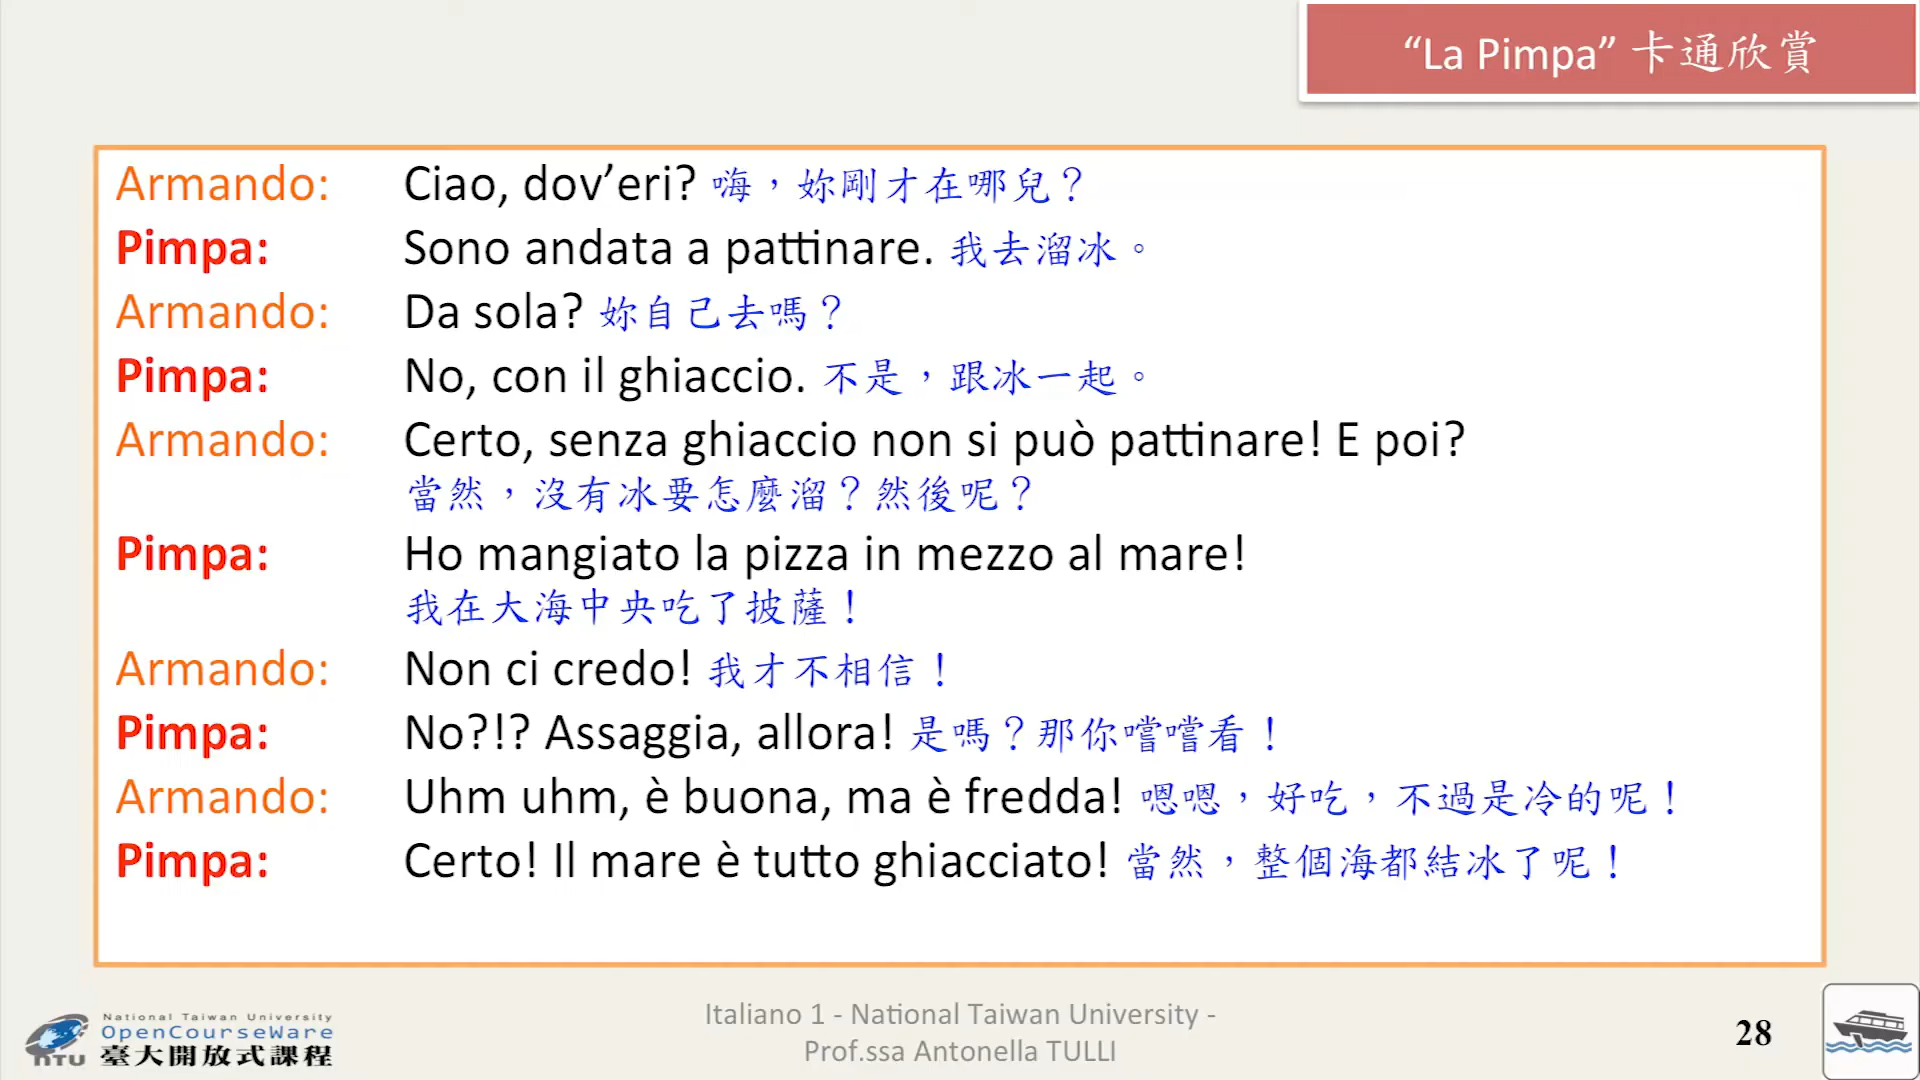 “La Pimpa” 卡通欣賞
Armando: Ciao, dov’eri? 嗨，妳剛才在哪兒？
Pimpa: Sono andata a pattinare. 我去溜冰。
Armando: Da sola? 妳自己去嗎？
Pimpa: No, con il ghiaccio. 不是，跟冰一起。
Armando: Certo, senza ghiaccio non si può pattinare! E poi?
當然，沒有冰要怎麼溜？然後呢？
Pimpa: Ho mangiato la pizza in mezzo al mare!
我在大海中央吃了披薩！
Armando: Non ci credo! 我才不相信！
Pimpa: No?!? Assaggia, allora! 是嗎？那你嚐嚐看！
Armando: Uhm uhm, è buona, ma è fredda! 嗯嗯，好吃，不過是冷的呢！
Pimpa: Certo! Il mare è tutto ghiacciato! 當然，整個海都結冰了呢！
National Taiwan University
OpenCourseWare
NTU 臺大開放式課程
Italiano 1 - National Taiwan University -
Prof.ssa Antonella TULLI
28